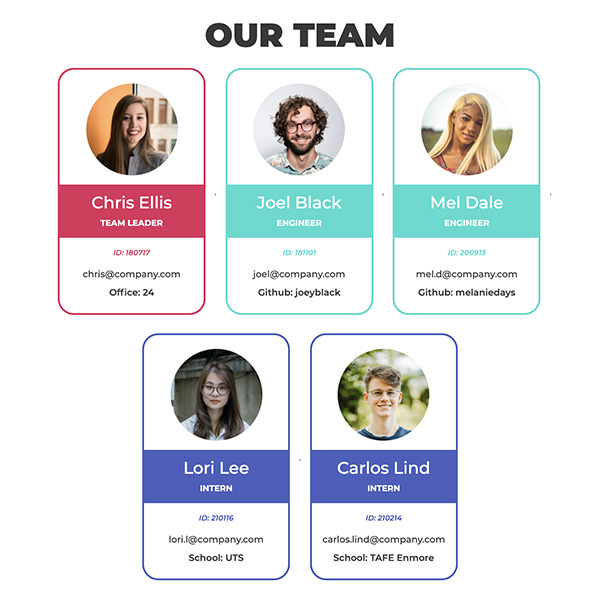 OUR TEAM
Chris Ellis
TEAM LEADER
ID: 180717
chris@company.com
Office: 24
Joel Black
ENGINEER
ID: 181101
joel@company.com
Github: joeyblack
Mel Dale
ENGINEER
ID: 200913
mel.d@company.com
Github: melaniedays
Lori Lee
INTERN
ID: 210116
lori.l@company.com
School: UTS
Carlos Lind
INTERN
ID: 210214
carlos.lind@company.com
School: TAFE Enmore